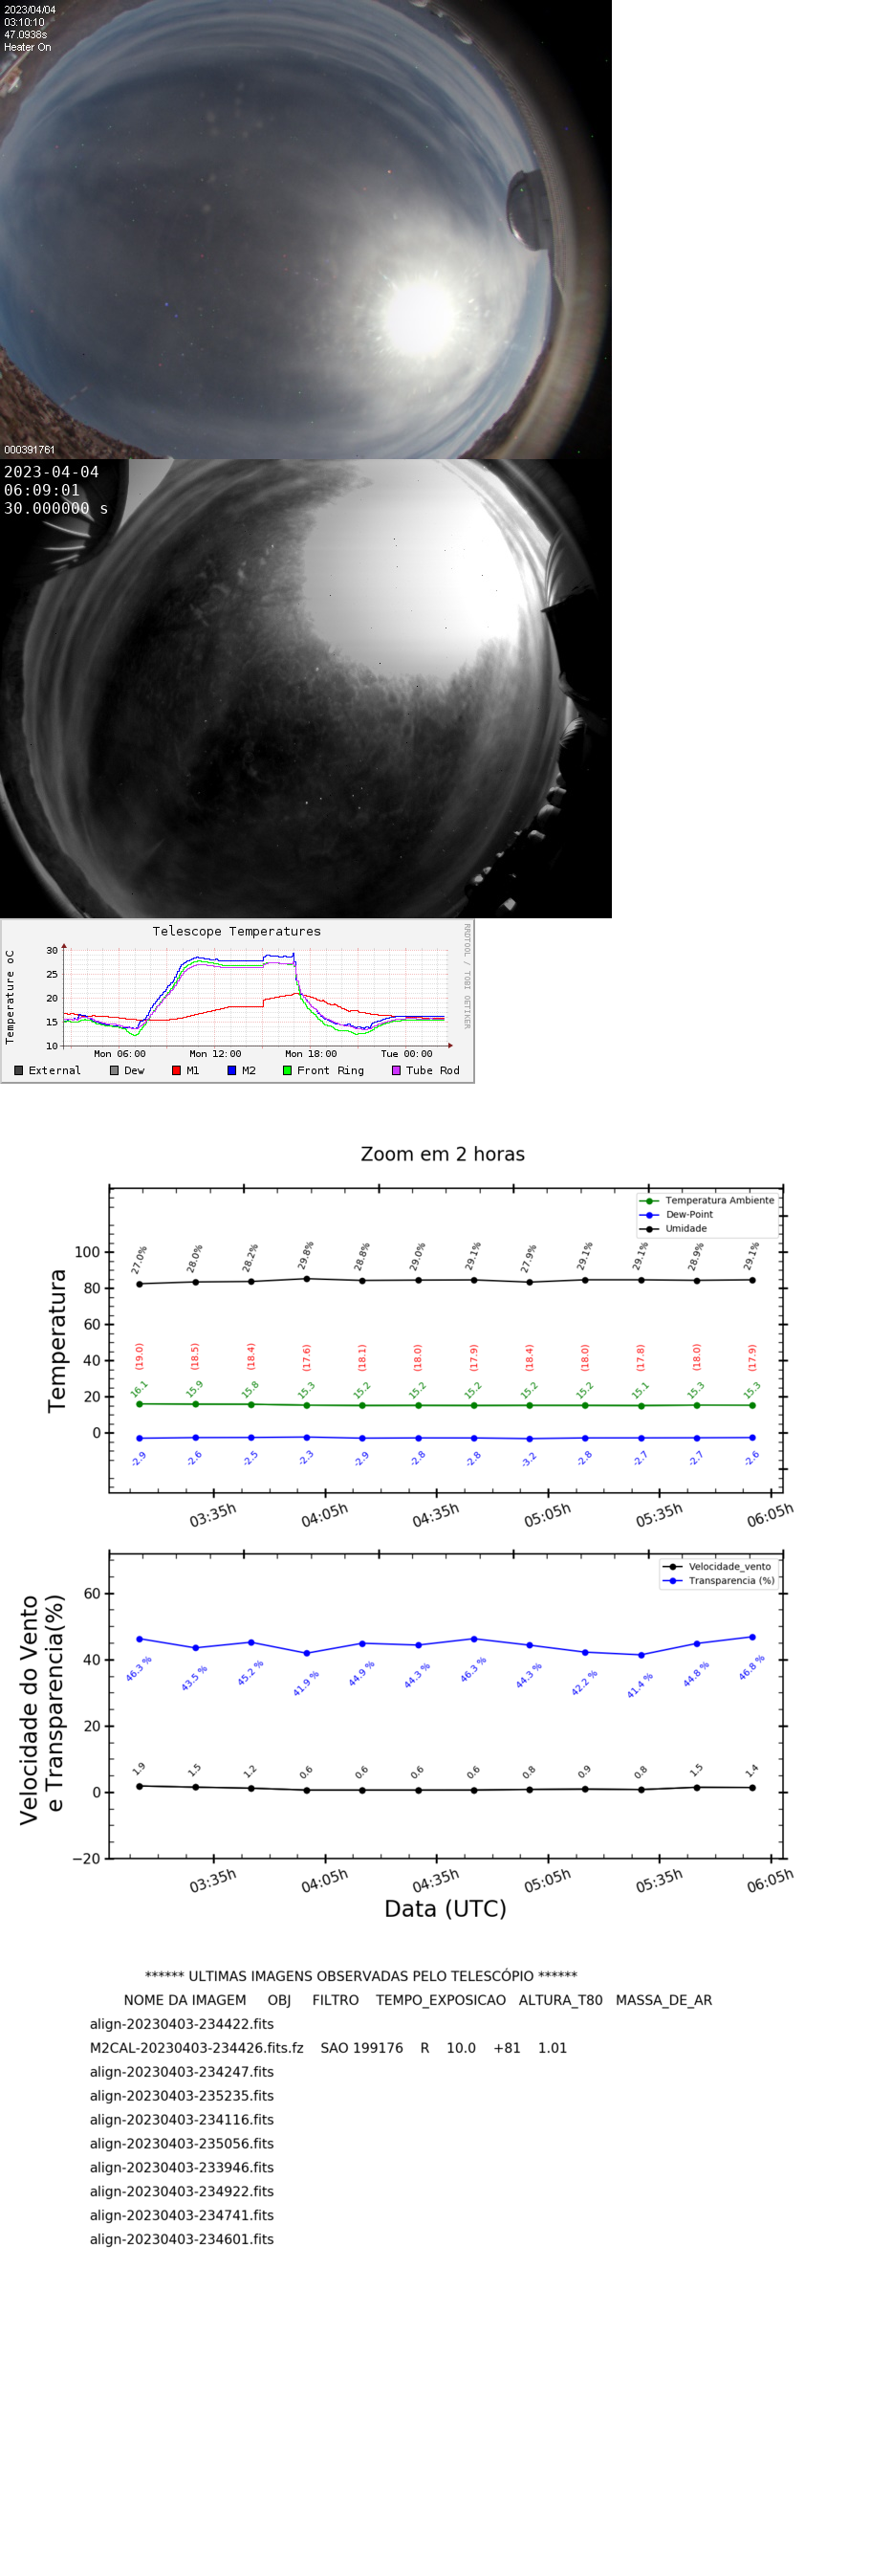 2023/04/04
03:10:10
47.0938s
Heater On
000391761
2023-04-04
06:09:01
30.000000 s
Telescope Temperatures
RRDTOOL / TOBI OETIKER
Temperature oC
30
25
20
15
10
Mon 06:00 Mon 12:00 Mon 18:00 Tue 00:00
External Dew M1 M2 Front Ring Tube Rod
Zoom em 2 horas
Temperatura Ambiente
Dew-Point
Umidade
Temperatura
100
80
60
40
20
0
27.0% 28.0% 28.2% 29.8% 28.8% 29.0% 29.1% 27.9% 29.1% 29.1% 28.9% 29.1%
(19.0) (18.5) (18.4) (17.6) (18.1) (18.0) (17.9) (18.4) (18.0) (17.8) (18.0) (17.9)
16.1 15.9 15.8 15.3 15.2 15.2 15.2 15.2 15.2 15.1 15.3 15.3
-2.9 -2.6 -2.5 -2.3 -2.9 -2.8 -2.8 -3.2 -2.8 -2.7 -2.7 -2.6
03:35h 04:05h 04:35h 05:05h 05:35h 06:05h
Velocidade_vento
Transparencia (%)
Velocidade do Vento
e Transparencia(%)
60
40
20
0
−20
46.3 % 43.5 % 45.2 % 41.9 % 44.9 % 44.3 % 46.3 % 44.3 % 42.2 % 41.4 % 44.8 % 46.8 %
1.9 1.5 1.2 0.6 0.6 0.6 0.6 0.8 0.9 0.8 1.5 1.4
03:35h 04:05h 04:35h 05:05h 05:35h 06:05h
Data (UTC)
****** ULTIMAS IMAGENS OBSERVADAS PELO TELESCÓPIO ******
NOME DA IMAGEM OBJ FILTRO TEMPO_EXPOSICAO ALTURA_T80 MASSA_DE_AR
align-20230403-234422.fits
M2CAL-20230403-234426.fits.fz SAO 199176 R 10.0 +81 1.01
align-20230403-234247.fits
align-20230403-235235.fits
align-20230403-234116.fits
align-20230403-235056.fits
align-20230403-233946.fits
align-20230403-234922.fits
align-20230403-234741.fits
align-20230403-234601.fits